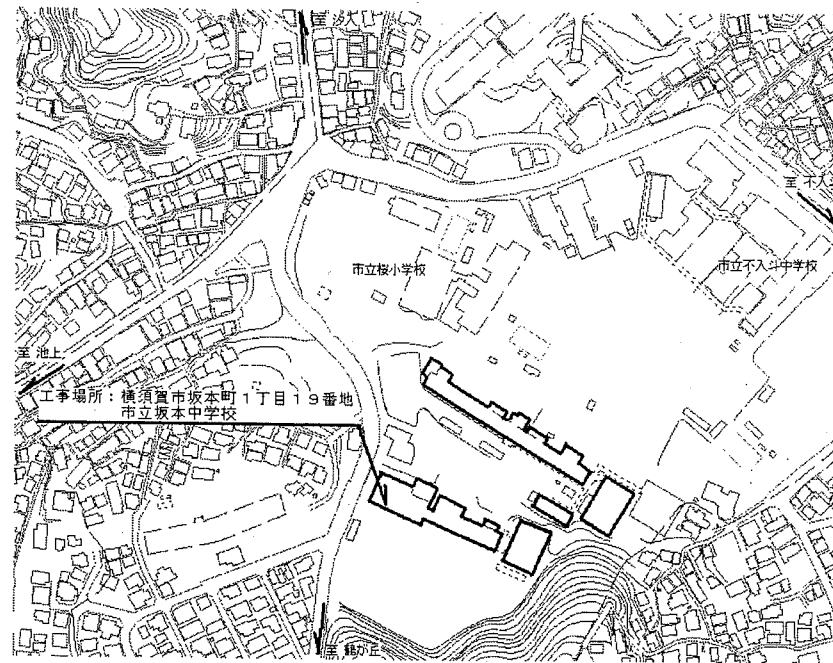 至 汐入
至 不入
市立桜小学校
市立不入斗中学校
至 池上
工事場所：横須賀市坂本町１丁目１９番地
市立坂本中学校
至 鶴が丘